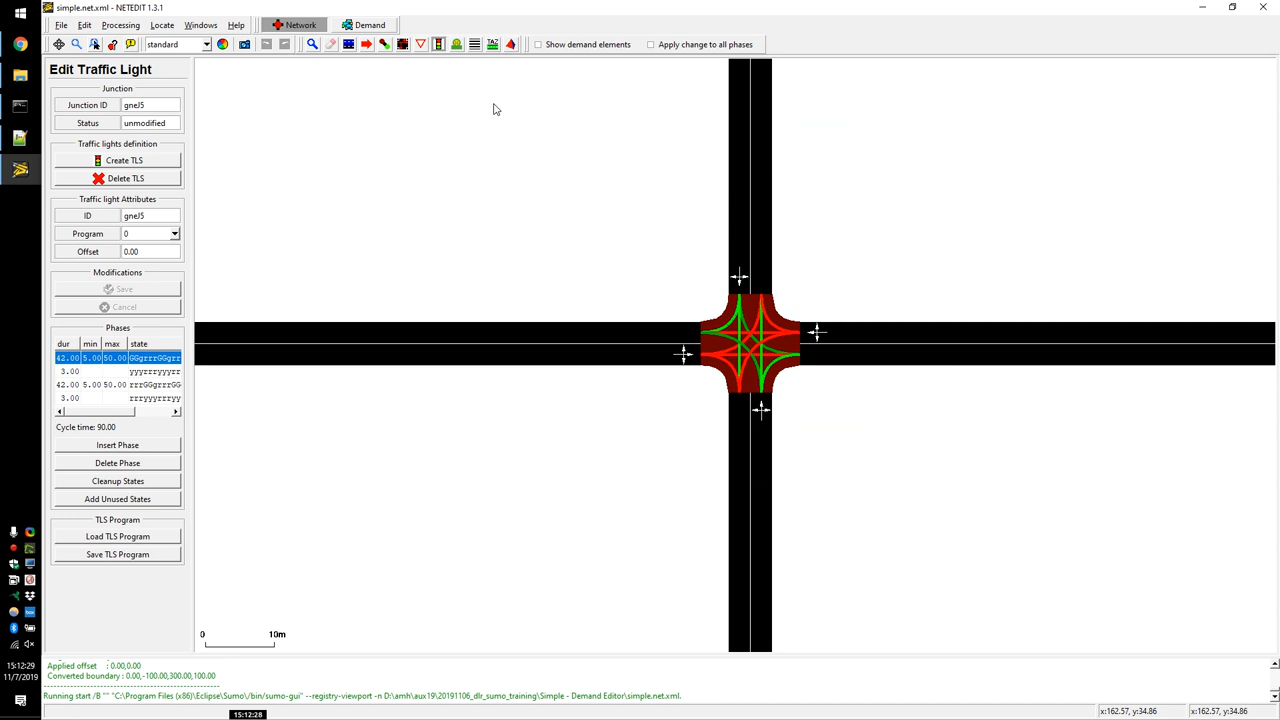 simple.net.xml - NETEDIT 1.3.1
File Edit Processing Locate Windows Help Network Demand
standard Show demand elements Apply change to all phases
Edit Traffic Light
Junction
Junction ID gneJ5
Status unmodified
Traffic lights definition
Create TLS
Delete TLS
Traffic light Attributes
ID gneJ5
Program 0
Offset 0.00
Modifications
Save
Cancel
Phases
dur min max state
42.00 5.00 50.00 GGgrrrGGgrr
3.00 yyyrrryyyrr
42.00 5.00 50.00 rrrGGgrrrGG
3.00 rrryyyrrryy
Cycle time: 90.00
Insert Phase
Delete Phase
Cleanup States
Add Unused States
TLS Program
Load TLS Program
Save TLS Program
0 10m
Applied offset : 0.00,0.00
Converted boundary : 0.00,-100.00,300.00,100.00
Running start /B "" "C:\Program Files (x86)\Eclipse\Sumo\/bin/sumo-gui" --registry-viewport -n D:\amh\aux19\20191106_dlr_sumo_training\Simple - Demand Editor\simple.net.xml.
x:162.57, y:34.86 x:162.57, y:34.86
15:12:29
11/7/2019
15:12:28